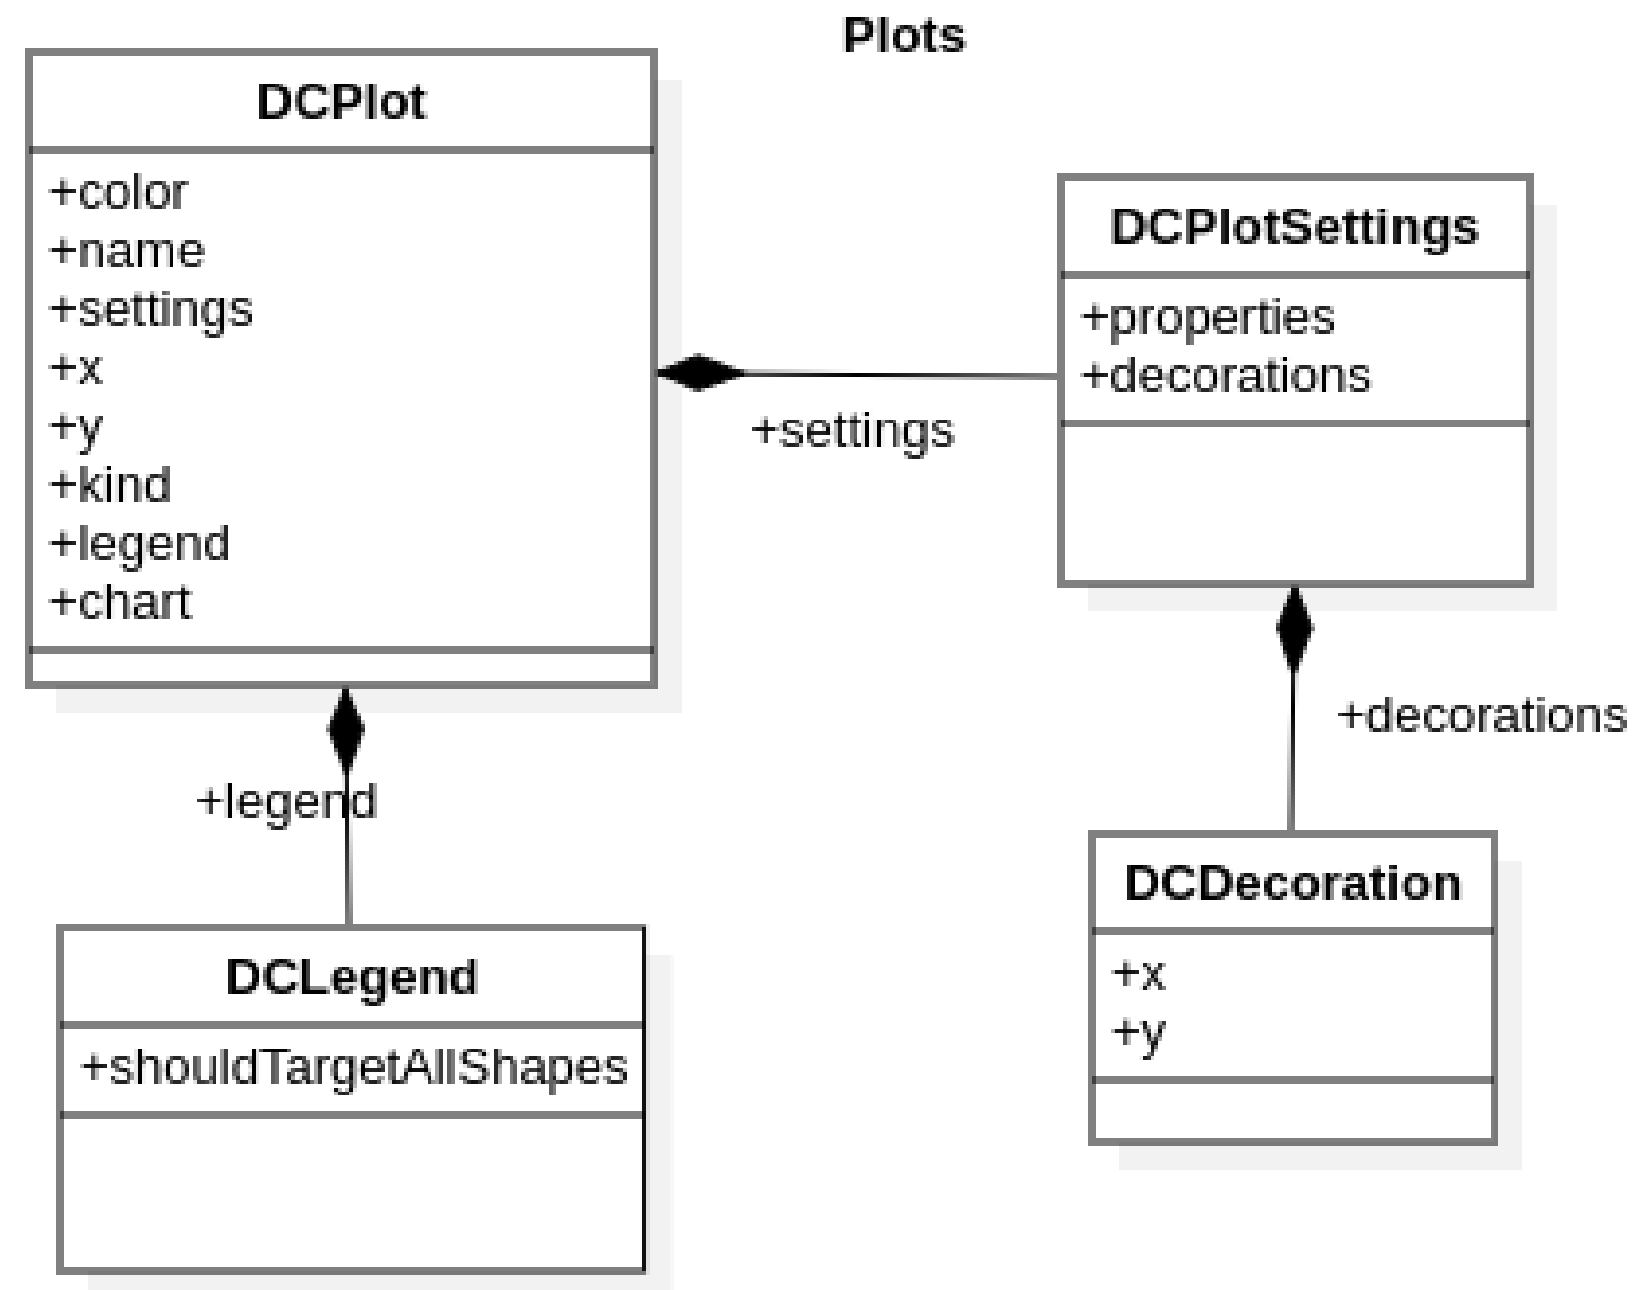 Plots
DCPlot
+color
+name
+settings
+x
+y
+kind
+legend
+chart
+settings
DCPlotSettings
+properties
+decorations
+legend
+decorations
DCLegend
+shouldTargetAllShapes
DCDecoration
+x
+y